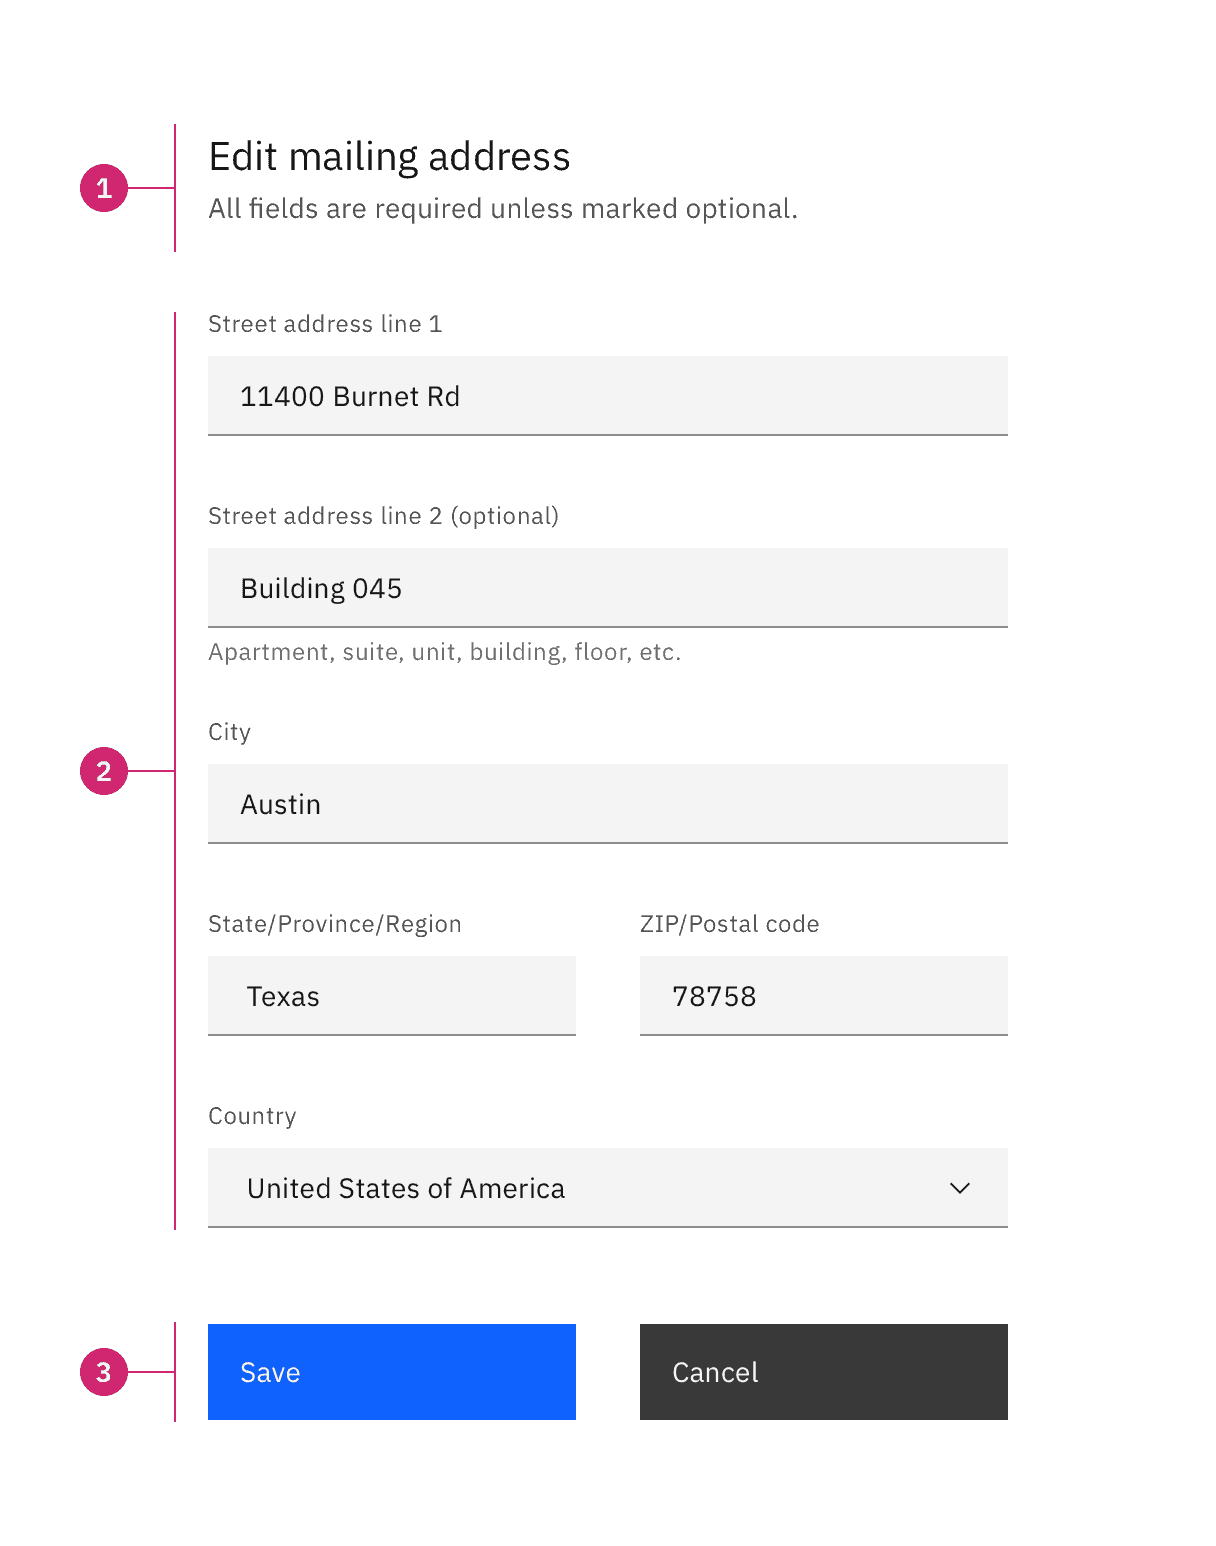 Edit mailing address
1
All fields are required unless marked optional.
Street address line 1
11400 Burnet Rd
Street address line 2 (optional)
Building 045
Apartment, suite, unit, building, floor, etc.
City
2
Austin
State/Province/Region ZIP/Postal code
Texas 78758
Country
United States of America
3 Save Cancel